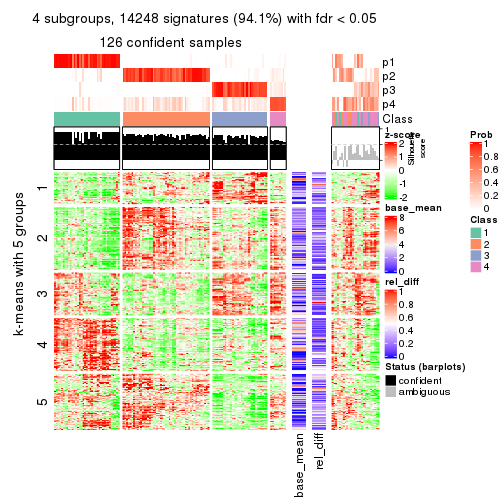 4 subgroups, 14248 signatures (94.1%) with fdr < 0.05
126 confident samples
p1
p2
p3
p4
Class
1
Silhouette
score
k-means with 5 groups
1
2
3
4
5
base_mean
rel_diff
z-score
2
1
0
-1
-2
base_mean
8
6
4
2
0
rel_diff
1
0.8
0.6
0.4
0.2
0
Status (barplots)
confident
ambiguous
Prob
1
0.8
0.6
0.4
0.2
0
Class
1
2
3
4